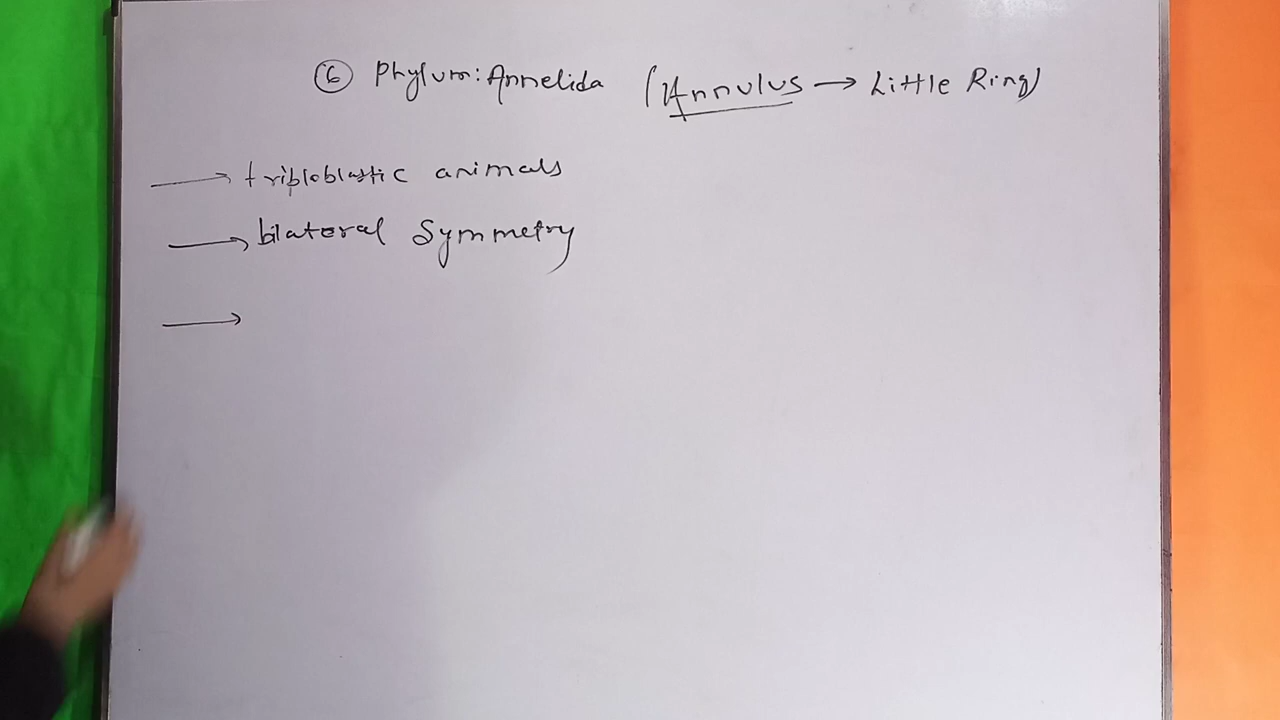 ⑥ Phylum: Annelida (Annulus → Little Ring)
→ triploblastic animals
→ bilateral Symmetry
→